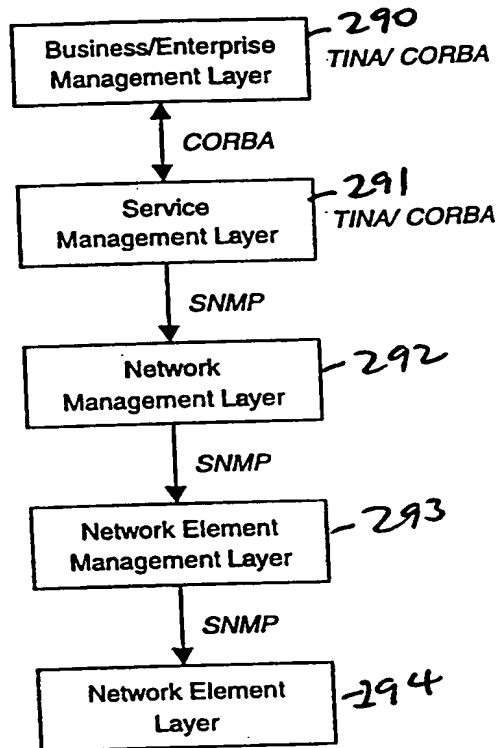 Business/Enterprise
Management Layer
290
TINA/ CORBA
CORBA
Service
Management Layer
291
TINA/ CORBA
SNMP
Network
Management Layer
292
SNMP
Network Element
Management Layer
293
SNMP
Network Element
Layer
294